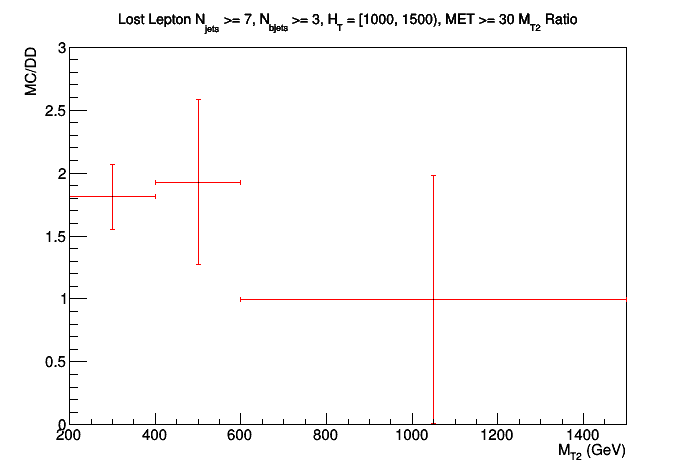 Lost Lepton N_jets >= 7, N_bjets >= 3, H_T = [1000, 1500), MET >= 30 M_T2 Ratio
MC/DD
3
2.5
2
1.5
1
0.5
0
200 400 600 800 1000 1200 1400
M_T2 (GeV)